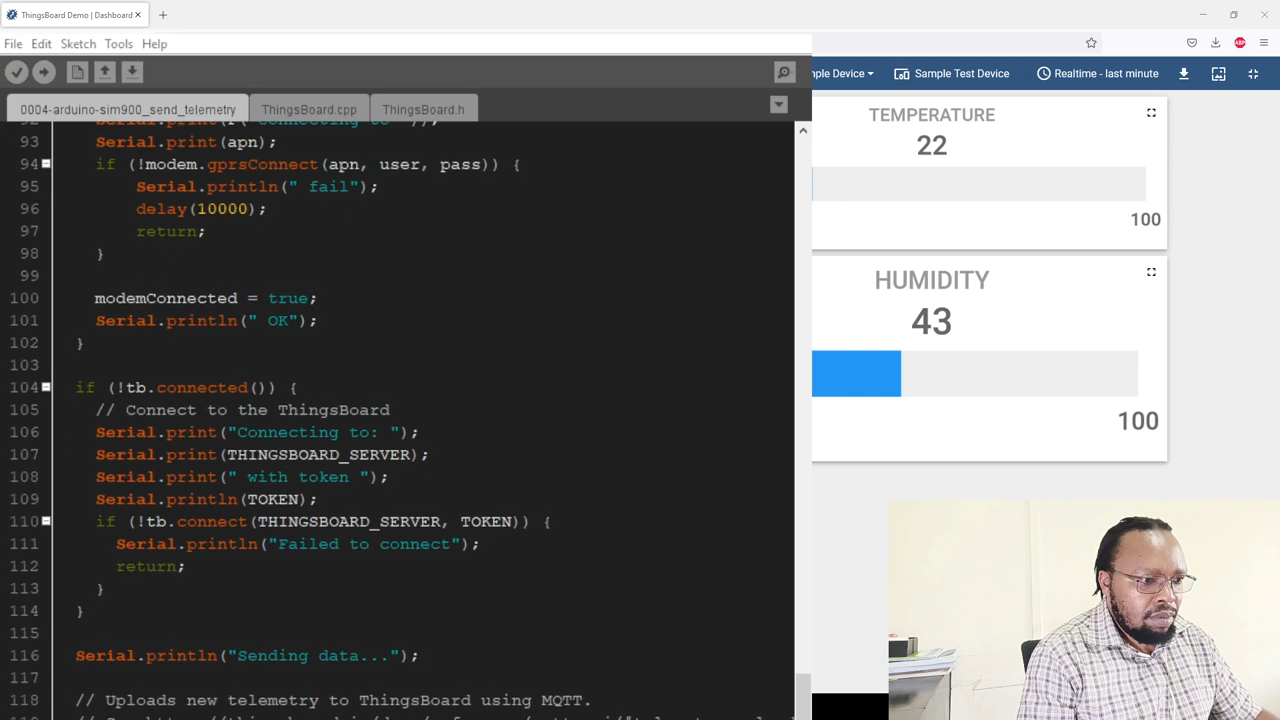 ThingsBoard Demo | Dashboard
File Edit Sketch Tools Help
ABP
mple Device
Sample Test Device
Realtime - last minute
0004-arduino-sim900_send_telemetry
ThingsBoard.cpp
ThingsBoard.h
93 Serial.print(apn);
94 if (!modem.gprsConnect(apn, user, pass)) {
95 Serial.println(" fail");
96 delay(10000);
97 return;
98 }
99
100 modemConnected = true;
101 Serial.println(" OK");
102 }
103
104 if (!tb.connected()) {
105 // Connect to the ThingsBoard
106 Serial.print("Connecting to: ");
107 Serial.print(THINGSBOARD_SERVER);
108 Serial.print(" with token ");
109 Serial.println(TOKEN);
110 if (!tb.connect(THINGSBOARD_SERVER, TOKEN)) {
111 Serial.println("Failed to connect");
112 return;
113 }
114 }
115
116 Serial.println("Sending data...");
117
118 // Uploads new telemetry to ThingsBoard using MQTT.
TEMPERATURE
22
100
HUMIDITY
43
100